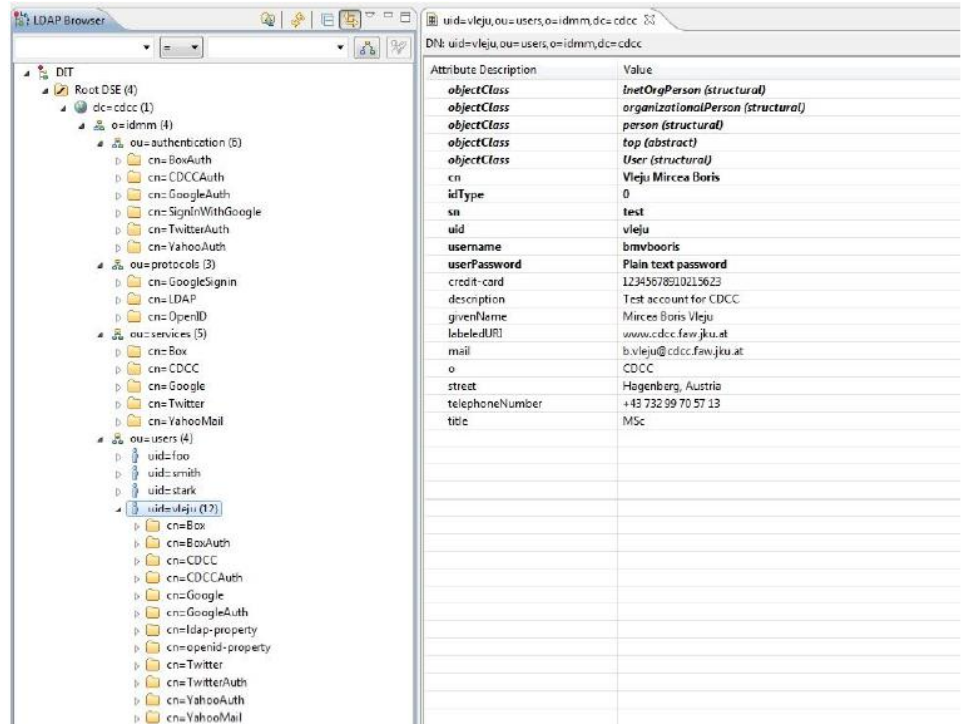 LDAP Browser
=
DIT
Root DSE (4)
dc=cdcc (1)
o=idmm (4)
ou=authentication (6)
cn=BoxAuth
cn=CDCCAuth
cn=GoogleAuth
cn=SignInWithGoogle
cn=TwitterAuth
cn=YahooAuth
ou=protocols (3)
cn=GoogleSignin
cn=LDAP
cn=OpenID
ou=services (5)
cn=Box
cn=CDCC
cn=Google
cn=Twitter
cn=YahooMail
ou=users (4)
uid=foo
uid=smith
uid=stark
uid=vleju (12)
cn=Box
cn=BoxAuth
cn=CDCC
cn=CDCCAuth
cn=Google
cn=GoogleAuth
cn=ldap-property
cn=openid-property
cn=Twitter
cn=TwitterAuth
cn=YahooAuth
cn=YahooMail
uid=vleju,ou=users,o=idmm,dc=cdcc
DN: uid=vleju,ou=users,o=idmm,dc=cdcc
Attribute Description Value
objectClass inetOrgPerson (structural)
objectClass organizationalPerson (structural)
objectClass person (structural)
objectClass top (abstract)
objectClass User (structural)
cn Vleju Mircea Boris
idType 0
sn test
uid vleju
username bmvbooris
userPassword Plain text password
credit-card 12345678910215623
description Test account for CDCC
givenName Mircea Boris Vleju
labeledURI www.cdcc.faw.jku.at
mail b.vleju@cdcc.faw.jku.at
o CDCC
street Hagenberg, Austria
telephoneNumber +43 732 99 70 57 13
title MSc